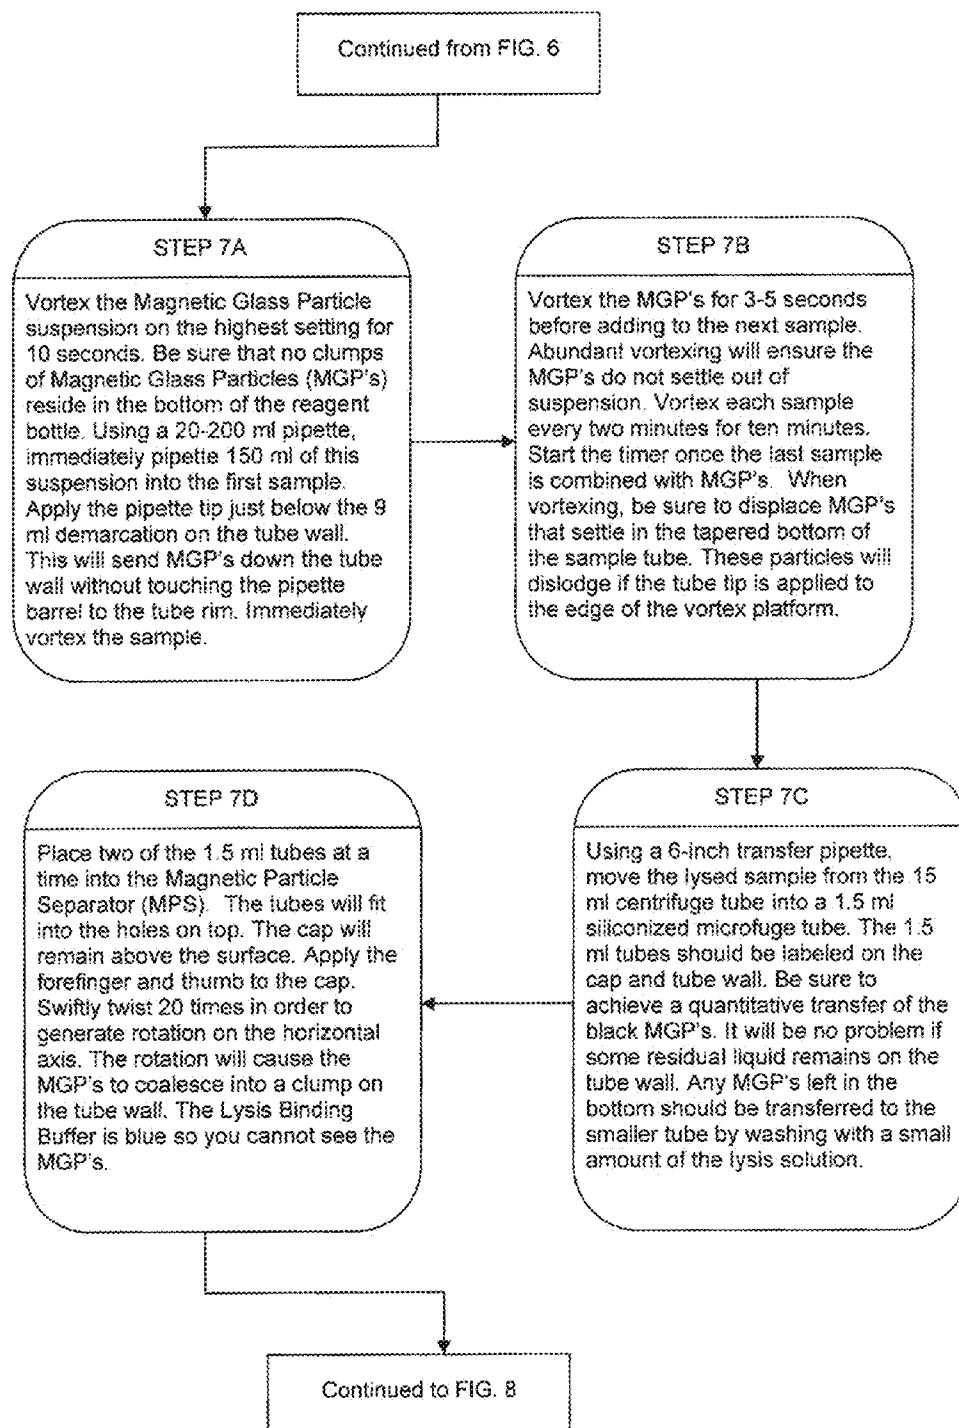 Continued from FIG. 6
STEP 7A
Vortex the Magnetic Glass Particle
suspension on the highest setting for
10 seconds. Be sure that no clumps
of Magnetic Glass Particles (MGP's)
reside in the bottom of the reagent
bottle. Using a 20-200 ml pipette,
immediately pipette 150 ml of this
suspension into the first sample.
Apply the pipette tip just below the 9
ml demarcation on the tube wall.
This will send MGP's down the tube
wall without touching the pipette
barrel to the tube rim. Immediately
vortex the sample.
STEP 7B
Vortex the MGP's for 3-5 seconds
before adding to the next sample.
Abundant vortexing will ensure the
MGP's do not settle out of
suspension. Vortex each sample
every two minutes for ten minutes.
Start the timer once the last sample
is combined with MGP's. When
vortexing, be sure to displace MGP's
that settle in the tapered bottom of
the sample tube. These particles will
dislodge if the tube tip is applied to
the edge of the vortex platform.
STEP 7C
Using a 6-inch transfer pipette,
move the lysed sample from the 15
ml centrifuge tube into a 1.5 ml
siliconized microfuge tube. The 1.5
ml tubes should be labeled on the
cap and tube wall. Be sure to
achieve a quantitative transfer of the
black MGP's. It will be no problem if
some residual liquid remains on the
tube wall. Any MGP's left in the
bottom should be transferred to the
smaller tube by washing with a small
amount of the lysis solution.
STEP 7D
Place two of the 1.5 ml tubes at a
time into the Magnetic Particle
Separator (MPS). The tubes will fit
into the holes on top. The cap will
remain above the surface. Apply the
forefinger and thumb to the cap.
Swiftly twist 20 times in order to
generate rotation on the horizontal
axis. The rotation will cause the
MGP's to coalesce into a clump on
the tube wall. The Lysis Binding
Buffer is blue so you cannot see the
MGP's.
Continued to FIG. 8